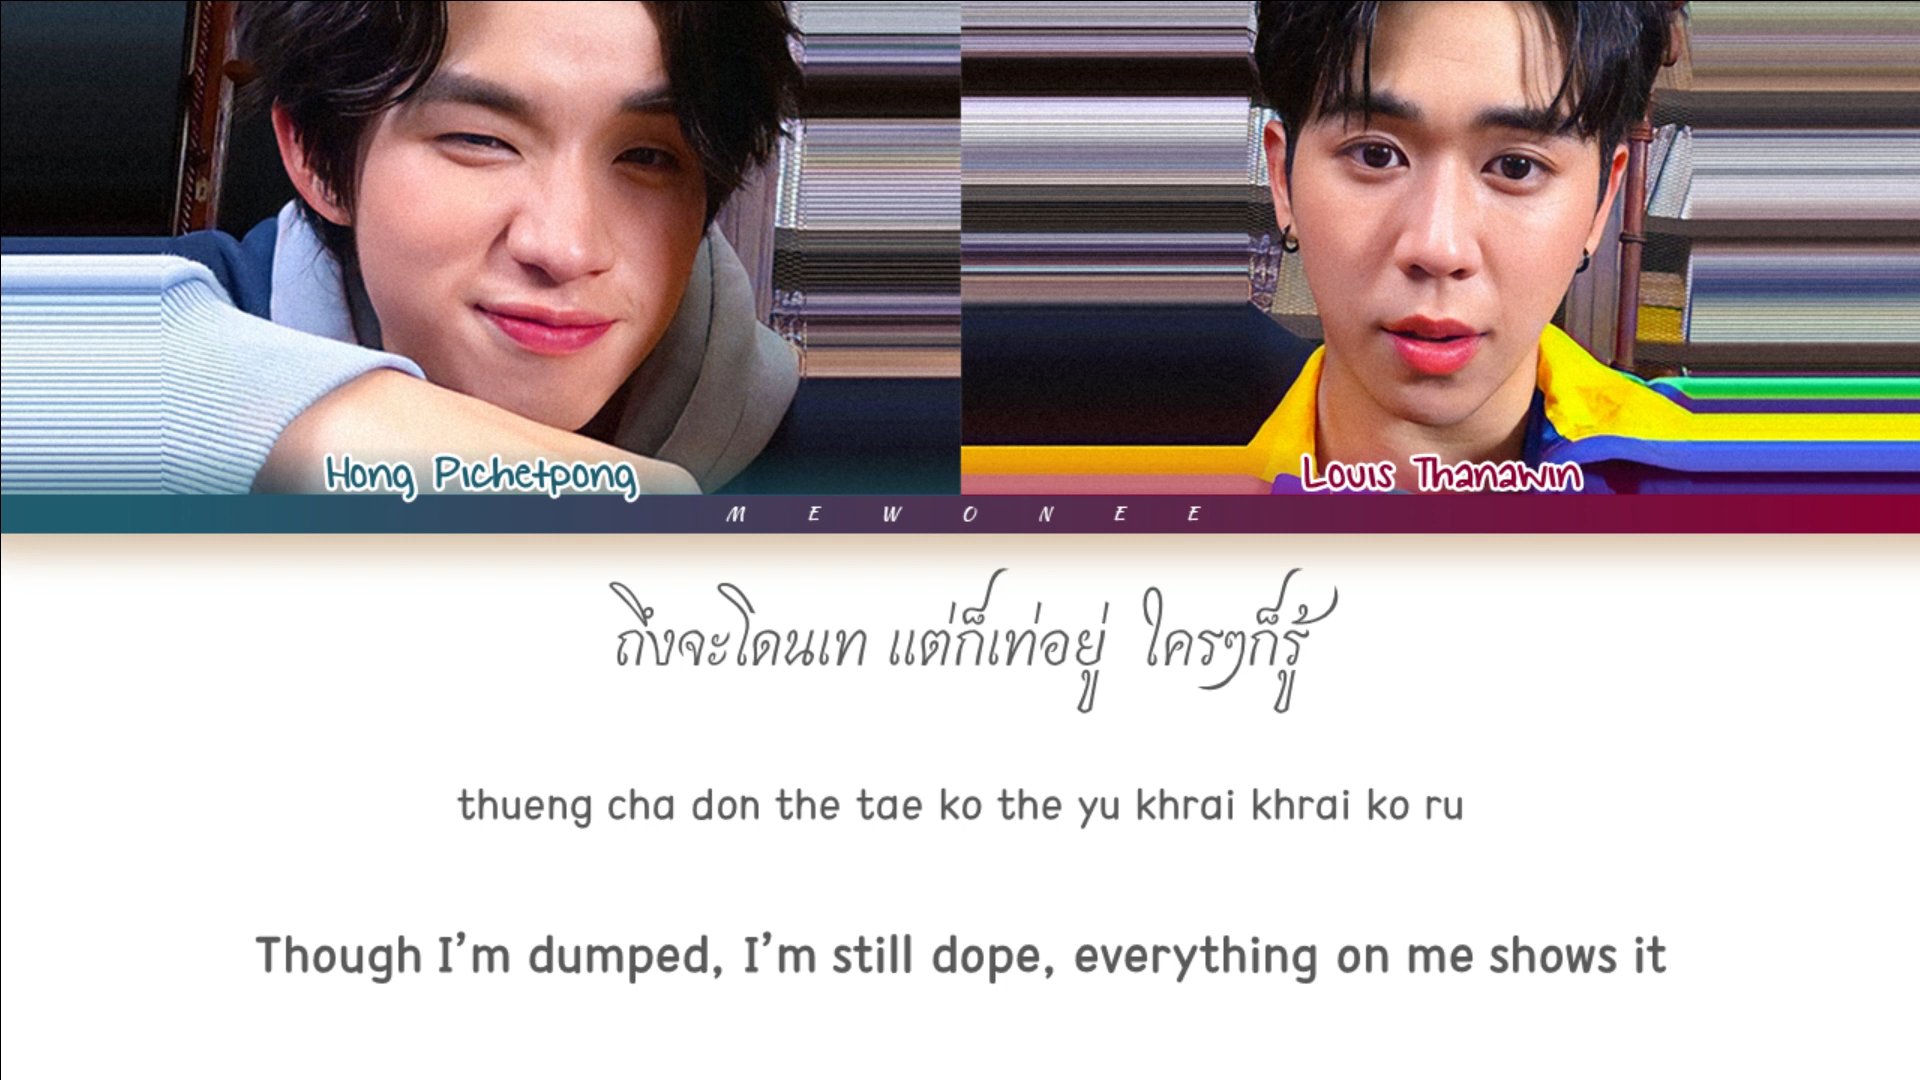 Hong Pichetpong
Louis Thanawin
MEWONEE
ถึงจะโดนเท แต่ก็เท่อยู่ ใครๆก็รู้
thueng cha don the tae ko the yu khrai khrai ko ru
Though I'm dumped, I'm still dope, everything on me shows it